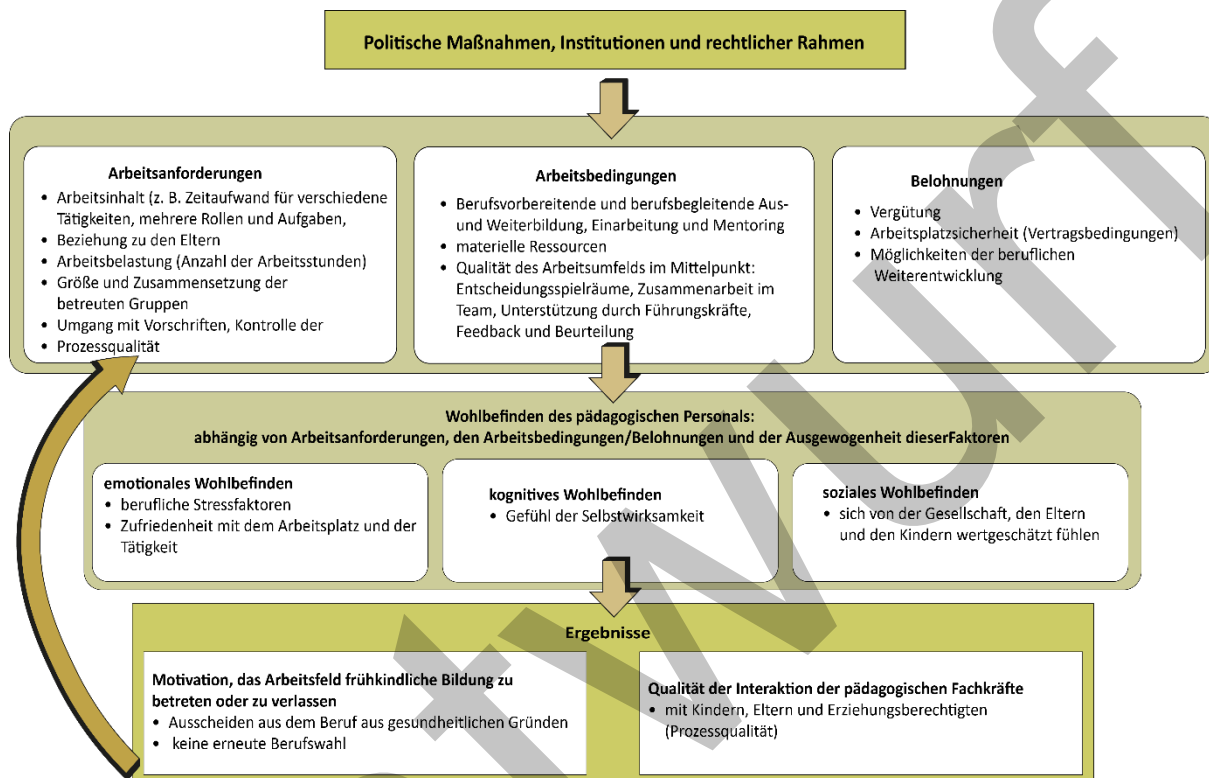 Politische Maßnahmen, Institutionen und rechtlicher Rahmen
Arbeitsanforderungen
• Arbeitsinhalt (z. B. Zeitaufwand für verschiedene
Tätigkeiten, mehrere Rollen und Aufgaben,
• Beziehung zu den Eltern
• Arbeitsbelastung (Anzahl der Arbeitsstunden)
• Größe und Zusammensetzung der
betreuten Gruppen
• Umgang mit Vorschriften, Kontrolle der
• Prozessqualität
Arbeitsbedingungen
• Berufsvorbereitende und berufsbegleitende Aus-
und Weiterbildung, Einarbeitung und Mentoring
• materielle Ressourcen
• Qualität des Arbeitsumfelds im Mittelpunkt:
Entscheidungsspielräume, Zusammenarbeit im
Team, Unterstützung durch Führungskräfte,
Feedback und Beurteilung
Belohnungen
• Vergütung
• Arbeitsplatzsicherheit (Vertragsbedingungen)
• Möglichkeiten der beruflichen
Weiterentwicklung
Wohlbefinden des pädagogischen Personals:
abhängig von Arbeitsanforderungen, den Arbeitsbedingungen/Belohnungen und der Ausgewogenheit dieserFaktoren
emotionales Wohlbefinden
• berufliche Stressfaktoren
• Zufriedenheit mit dem Arbeitsplatz und der
Tätigkeit
kognitives Wohlbefinden
• Gefühl der Selbstwirksamkeit
soziales Wohlbefinden
• sich von der Gesellschaft, den Eltern
und den Kindern wertgeschätzt fühlen
Ergebnisse
Motivation, das Arbeitsfeld frühkindliche Bildung zu
betreten oder zu verlassen
• Ausscheiden aus dem Beruf aus gesundheitlichen Gründen
• keine erneute Berufswahl
Qualität der Interaktion der pädagogischen Fachkräfte
• mit Kindern, Eltern und Erziehungsberechtigten
(Prozessqualität)
twurf